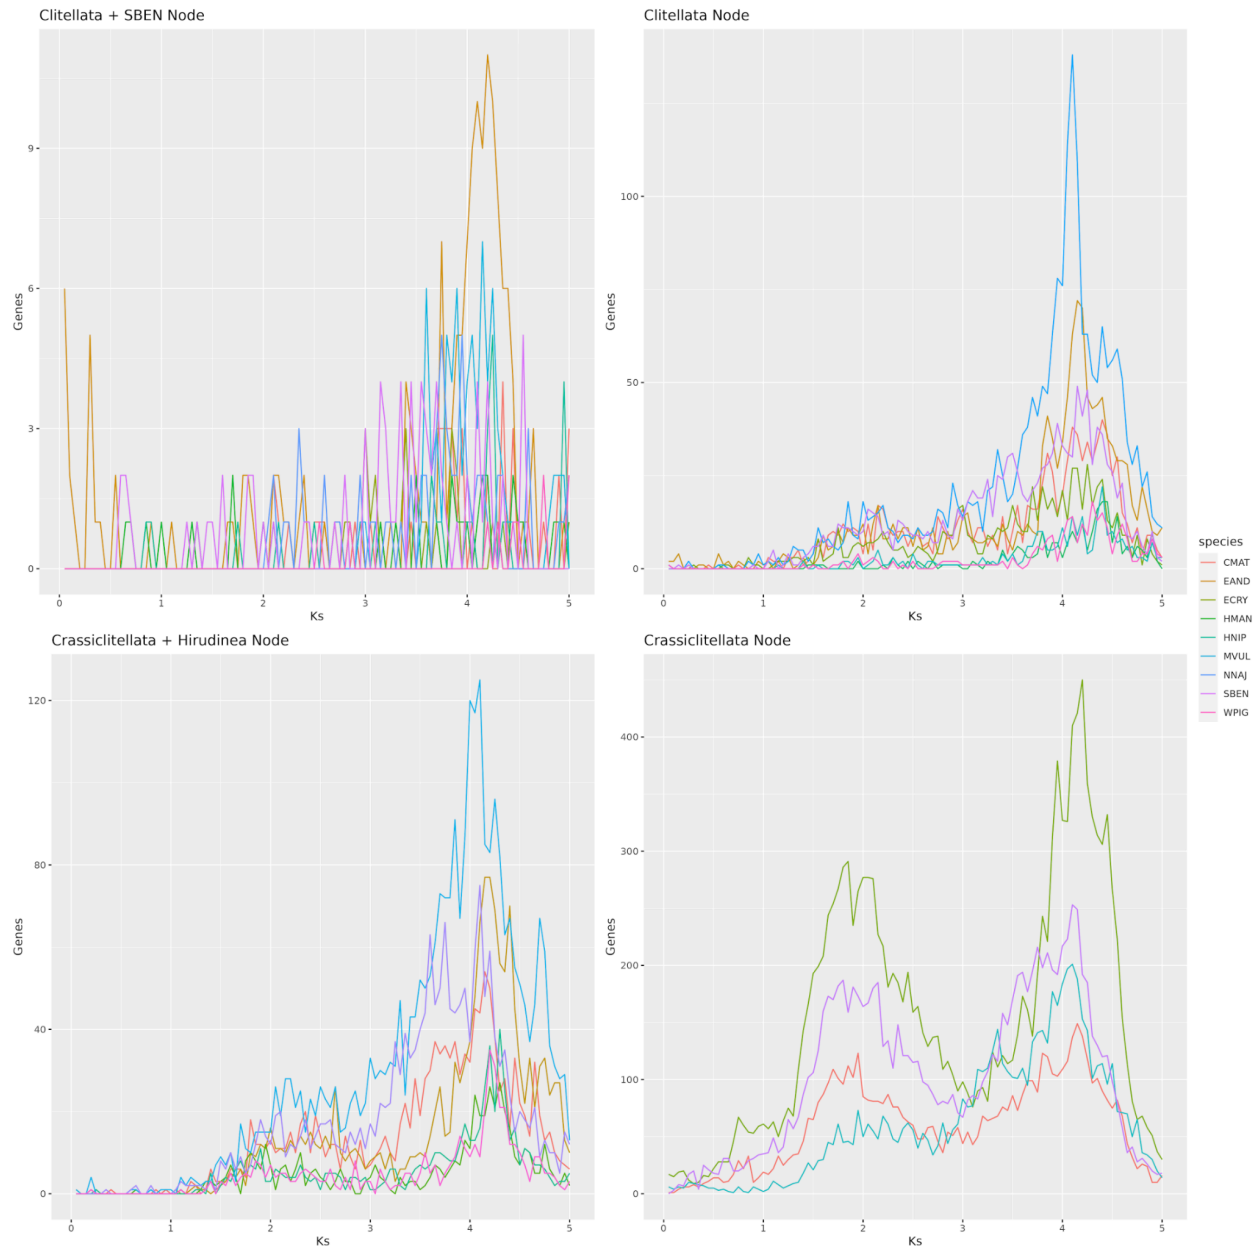 Clitellata + SBEN Node
Clitellata Node
9
6
3
0
0 1 2 3 4 5
Genes
Ks
100
50
0
0 1 2 3 4 5
Genes
Ks
Crassiclitellata + Hirudinea Node
Crassiclitellata Node
120
80
40
0
0 1 2 3 4 5
Genes
Ks
400
300
200
100
0
0 1 2 3 4 5
Genes
Ks
species
CMAT
EAND
ECRY
HMAN
HNIP
MVUL
NNAJ
SBEN
WPIG